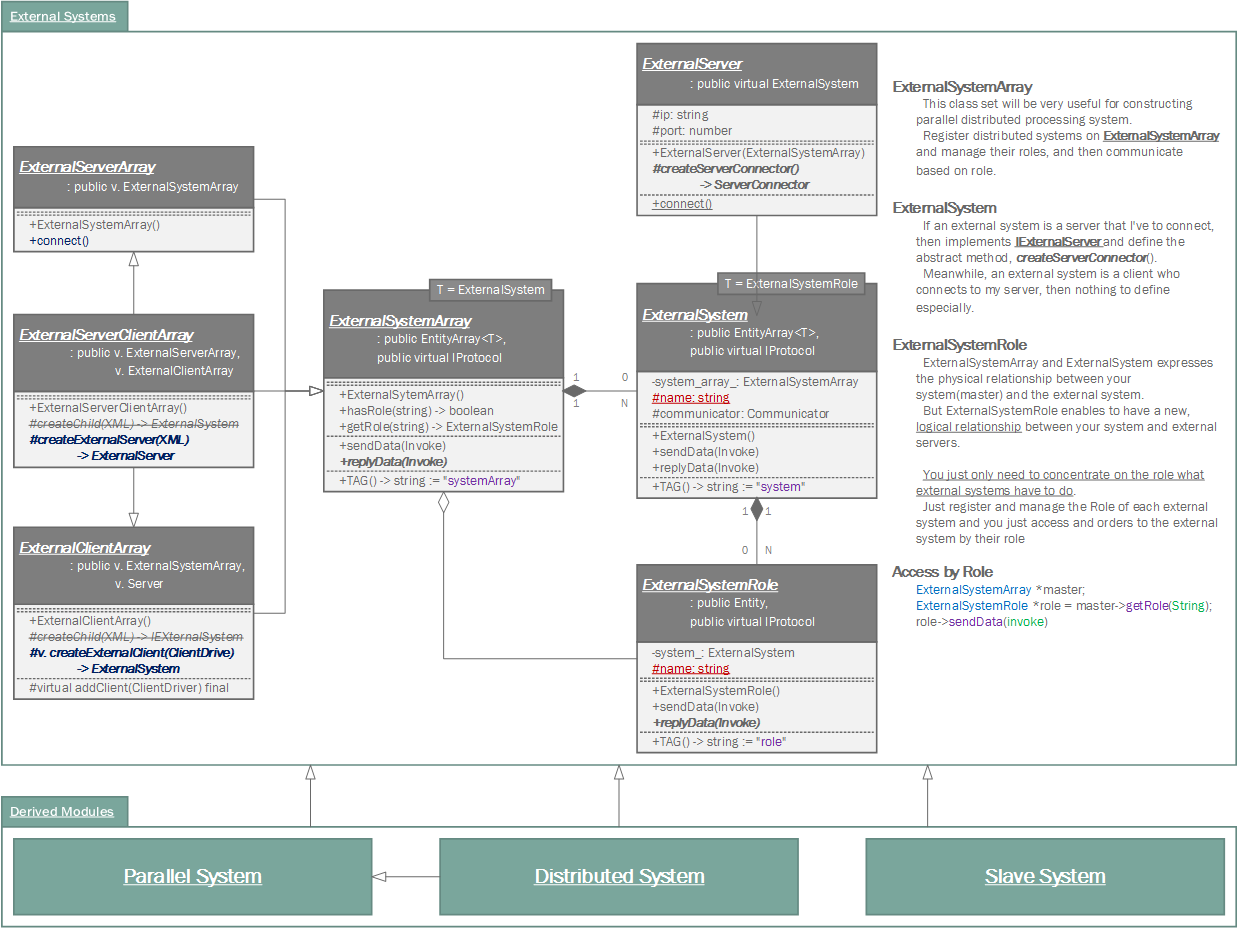 External Systems
ExternalServer
: public virtual ExternalSystem
#ip: string
#port: number
+ExternalServer(ExternalSystemArray)
#createServerConnector()
-> ServerConnector
+connect()
ExternalServerArray
: public v. ExternalSystemArray
+ExternalSystemArray()
+connect()
ExternalServerClientArray
: public v. ExternalServerArray,
v. ExternalClientArray
+ExternalServerClientArray()
#createChild(XML) -> ExternalSystem
#createExternalServer(XML)
-> ExternalServer
ExternalClientArray
: public v. ExternalSystemArray,
v. Server
+ExternalClientArray()
#createChild(XML) -> IEXternalSystem
#v. createExternalClient(ClientDrive)
-> ExternalSystem
#virtual addClient(ClientDriver) final
T = ExternalSystem
ExternalSystemArray
: public EntityArray<T>,
public virtual IProtocol
+ExternalSytemArray()
+hasRole(string) -> boolean
+getRole(string) -> ExternalSystemRole
+sendData(Invoke)
+replyData(Invoke)
+TAG() -> string := "systemArray"
1
1
0
N
T = ExternalSystemRole
ExternalSystem
: public EntityArray<T>,
public virtual IProtocol
-system_array_: ExternalSystemArray
#name: string
#communicator: Communicator
+ExternalSystem()
+sendData(Invoke)
+replyData(Invoke)
+TAG() -> string := "system"
1 1
0 N
ExternalSystemRole
: public Entity,
public virtual IProtocol
-system_: ExternalSystem
#name: string
+ExternalSystemRole()
+sendData(Invoke)
+replyData(Invoke)
+TAG() -> string := "role"
ExternalSystemArray
This class set will be very useful for constructing
parallel distributed processing system.
Register distributed systems on ExternalSystemArray
and manage their roles, and then communicate
based on role.
ExternalSystem
If an external system is a server that I've to connect,
then implements IExternalServer and define the
abstract method, createServerConnector().
Meanwhile, an external system is a client who
connects to my server, then nothing to define
especially.
ExternalSystemRole
ExternalSystemArray and ExternalSystem expresses
the physical relationship between your
system(master) and the external system.
But ExternalSystemRole enables to have a new,
logical relationship between your system and external
servers.
You just only need to concentrate on the role what
external systems have to do.
Just register and manage the Role of each external
system and you just access and orders to the external
system by their role
Access by Role
ExternalSystemArray *master;
ExternalSystemRole *role = master->getRole(String);
role->sendData(invoke)
Derived Modules
Parallel System
Distributed System
Slave System